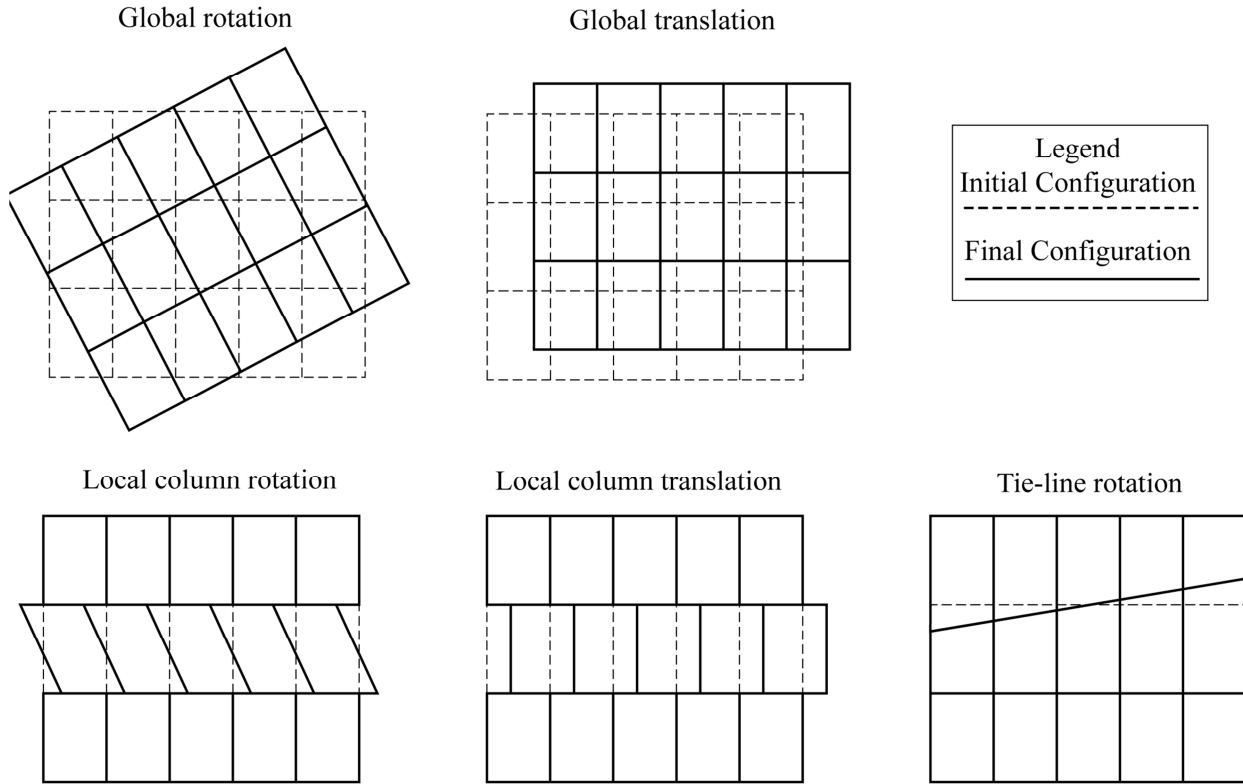 Global rotation
Global translation
Legend
Initial Configuration
Final Configuration
Local column rotation
Local column translation
Tie-line rotation